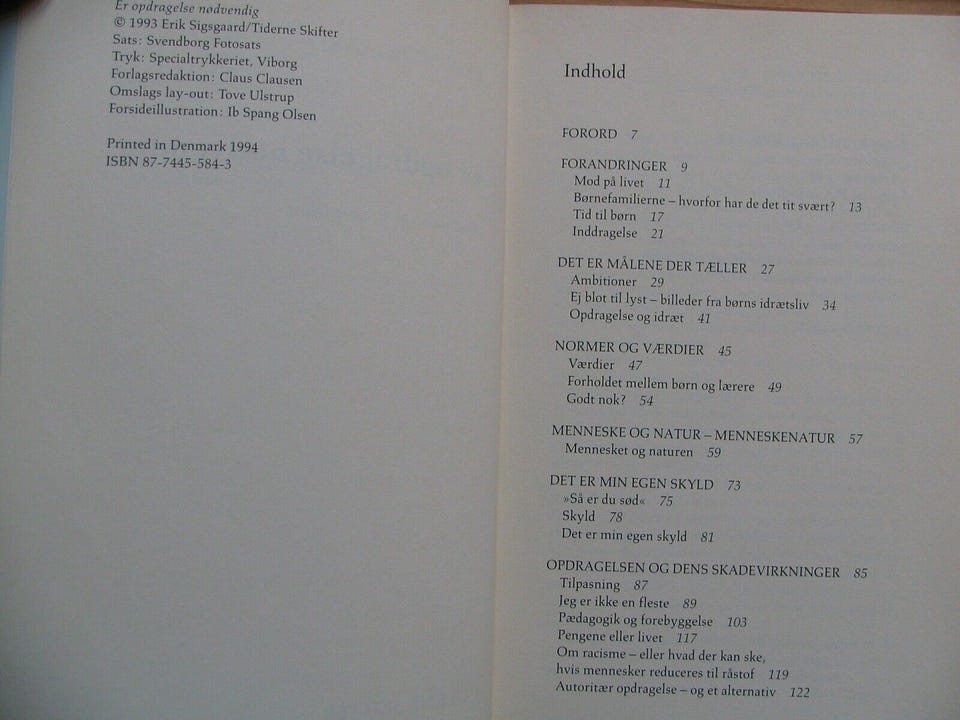 Er opdragelse nødvendig
© 1993 Erik Sigsgaard/Tiderne Skifter
Sats: Svendborg Fotosats
Tryk: Specialtrykkeriet, Viborg
Forlagsredaktion: Claus Clausen
Omslags lay-out: Tove Ulstrup
Forsideillustration: Ib Spang Olsen
Printed in Denmark 1994
ISBN 87-7445-584-3
Indhold
FORORD 7
FORANDRINGER 9
Mod på livet 11
Børnefamilierne – hvorfor har de det tit svært? 13
Tid til børn 17
Inddragelse 21
DET ER MÅLENE DER TÆLLER 27
Ambitioner 29
Ej blot til lyst – billeder fra børns idrætsliv 34
Opdragelse og idræt 41
NORMER OG VÆRDIER 45
Værdier 47
Forholdet mellem børn og lærere 49
Godt nok? 54
MENNESKE OG NATUR – MENNESKENATUR 57
Mennesket og naturen 59
DET ER MIN EGEN SKYLD 73
»Så er du sød« 75
Skyld 78
Det er min egen skyld 81
OPDRAGELSEN OG DENS SKADEVIRKNINGER 85
Tilpasning 87
Jeg er ikke en fleste 89
Pædagogik og forebyggelse 103
Pengene eller livet 117
Om racisme – eller hvad der kan ske,
hvis mennesker reduceres til råstof 119
Autoritær opdragelse – og et alternativ 122